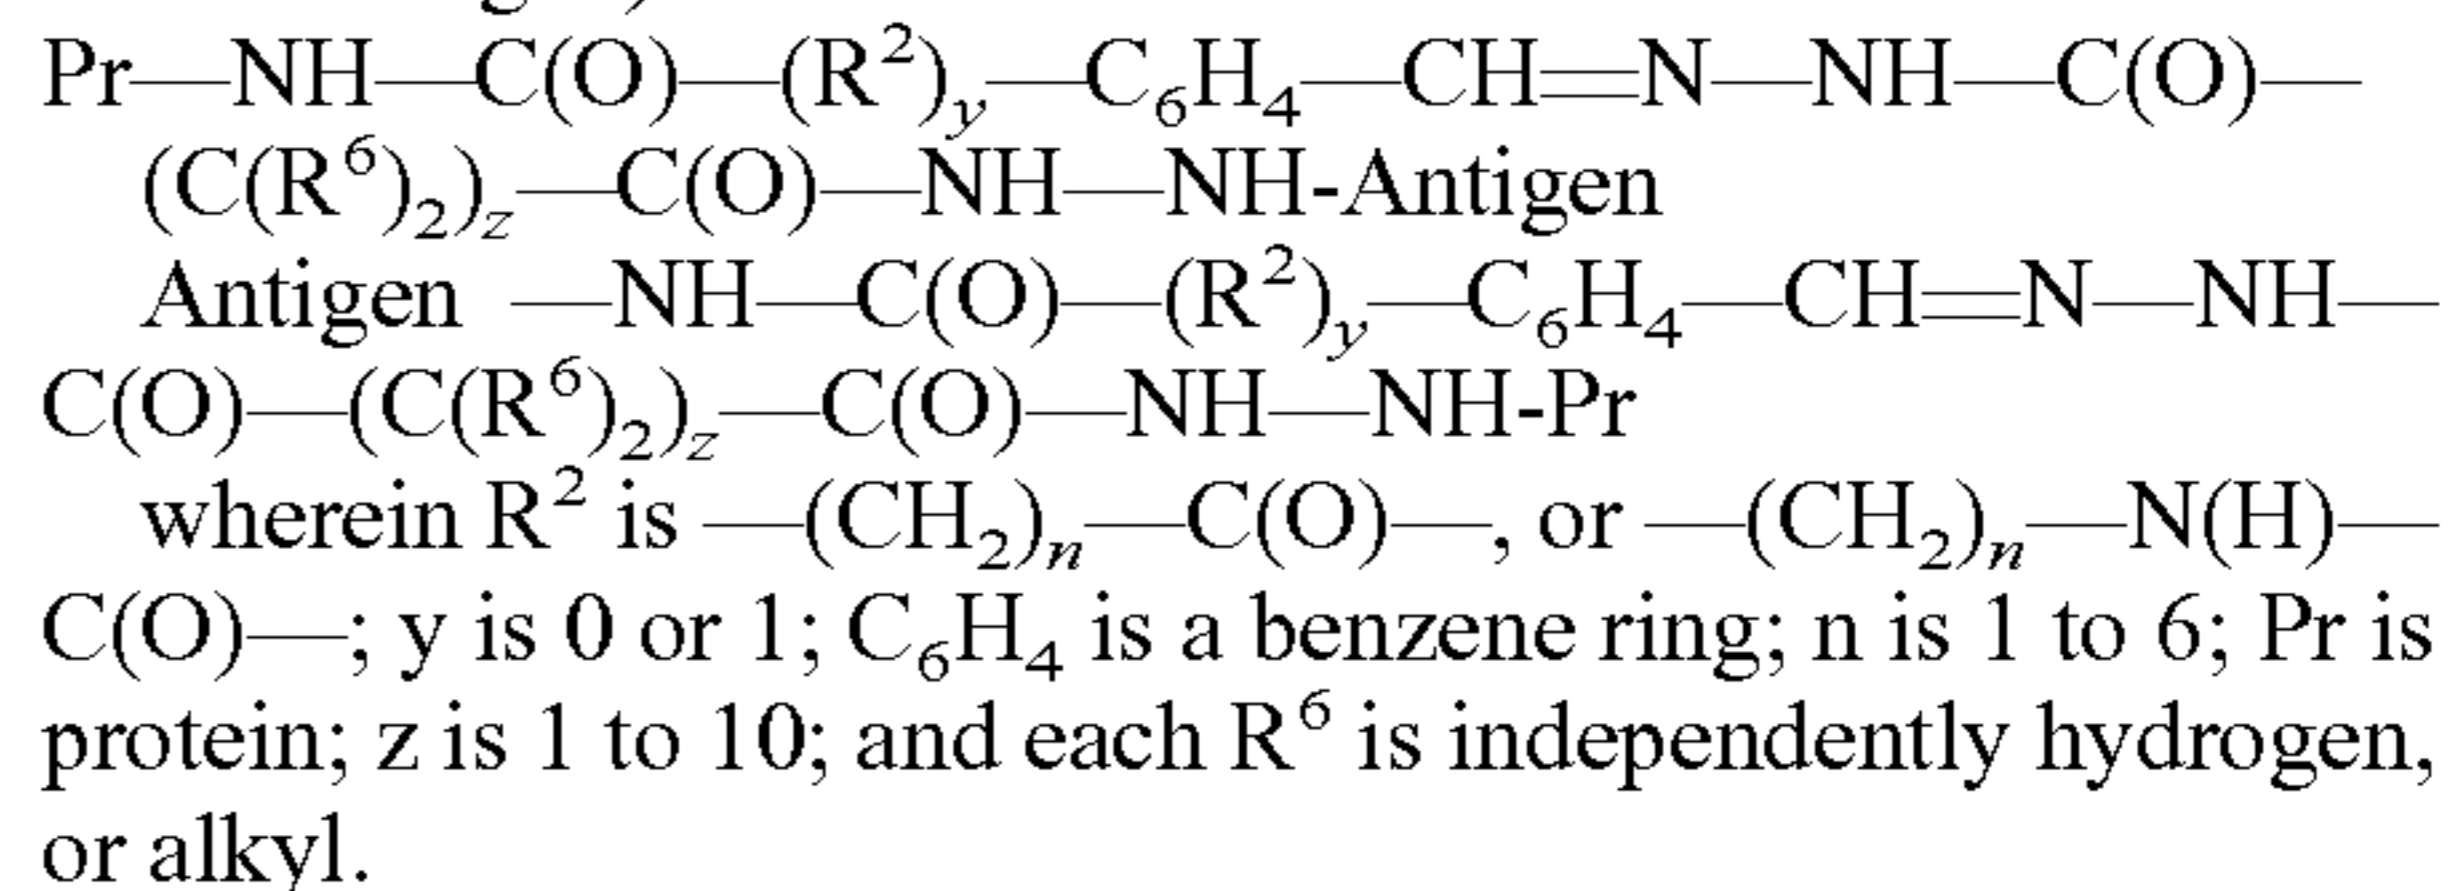 Pr—NH—C(O)—(R²)y—C₆H₄—CH═N—NH—C(O)—
(C(R⁶)₂)z—C(O)—NH—NH-Antigen
Antigen —NH—C(O)—(R²)y—C₆H₄—CH═N—NH—
C(O)—(C(R⁶)₂)z—C(O)—NH—NH-Pr
wherein R² is —(CH₂)n—C(O)—, or —(CH₂)n—N(H)—
C(O)—; y is 0 or 1; C₆H₄ is a benzene ring; n is 1 to 6; Pr is
protein; z is 1 to 10; and each R⁶ is independently hydrogen,
or alkyl.